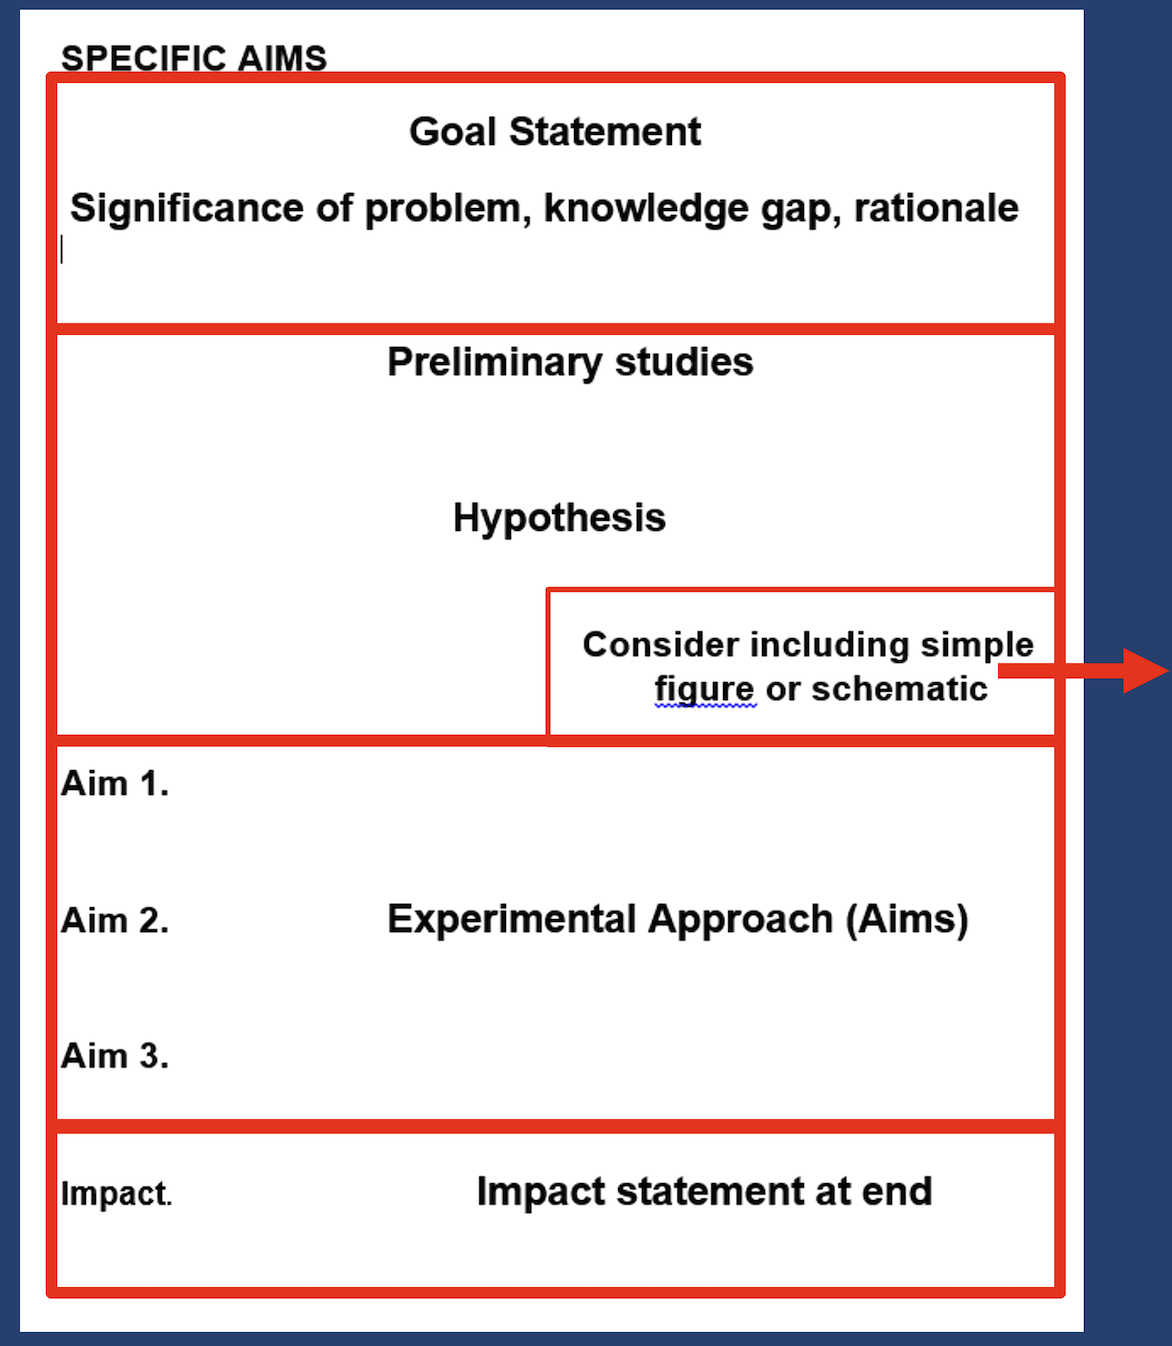 SPECIFIC AIMS
Goal Statement
Significance of problem, knowledge gap, rationale
Preliminary studies
Hypothesis
Consider including simple
figure or schematic
Aim 1.
Aim 2.
Experimental Approach (Aims)
Aim 3.
Impact.
Impact statement at end